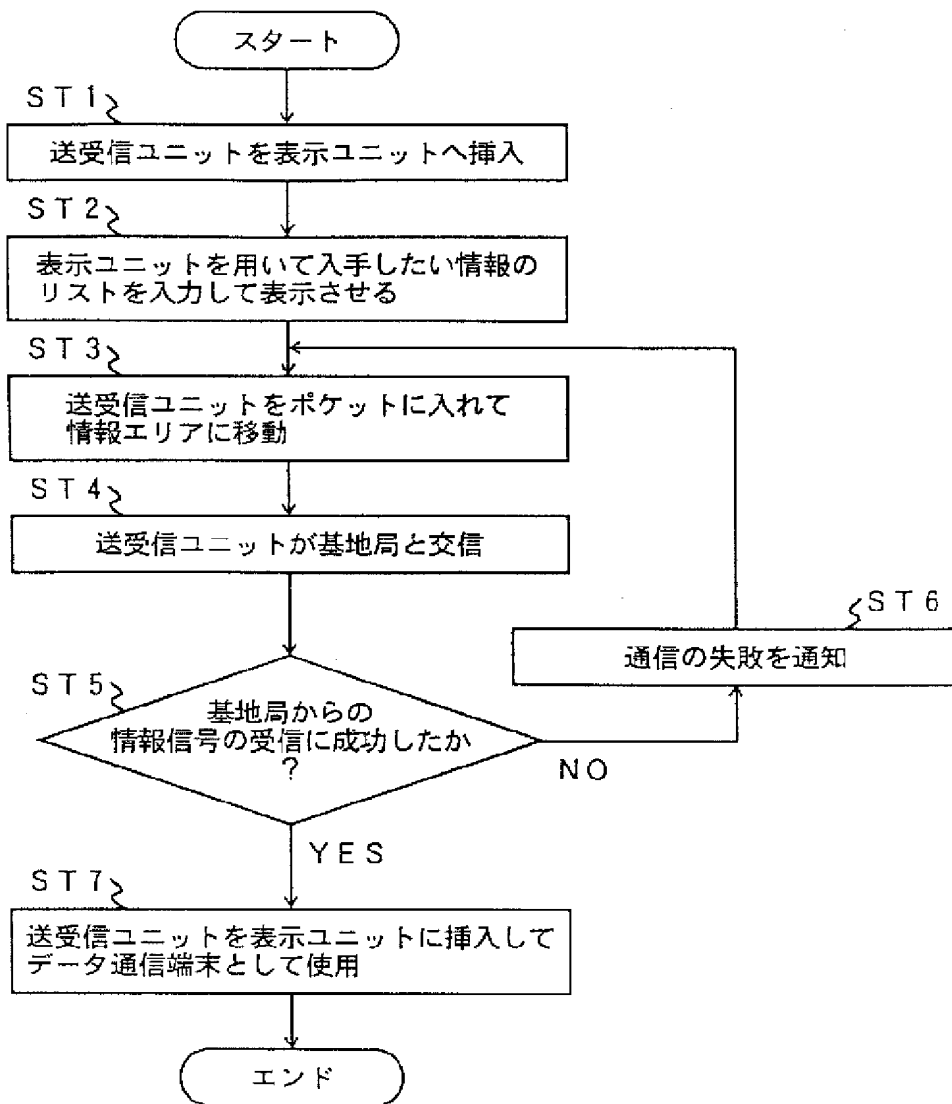 スタート
ST1
送受信ユニットを表示ユニットへ挿入
ST2
表示ユニットを用いて入手したい情報の
リストを入力して表示させる
ST3
送受信ユニットをポケットに入れて
情報エリアに移動
ST4
送受信ユニットが基地局と交信
ST6
通信の失敗を通知
ST5
基地局からの
情報信号の受信に成功したか
?
NO
YES
ST7
送受信ユニットを表示ユニットに挿入して
データ通信端末として使用
エンド